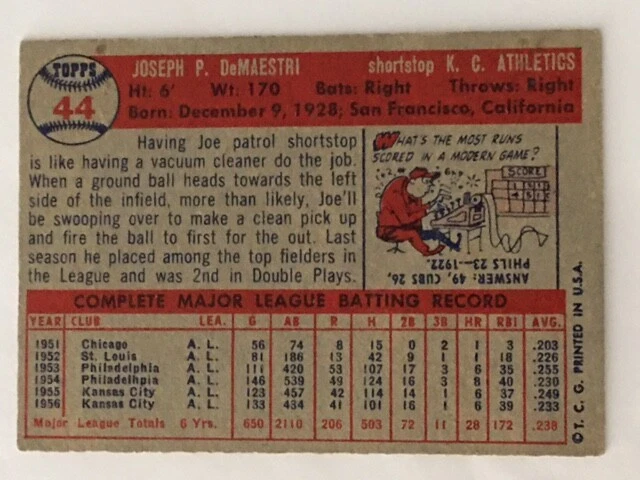 TOPPS
44
JOSEPH P. DeMAESTRI shortstop K. C. ATHLETICS
Ht: 6' Wt: 170 Bats: Right Throws: Right
Born: December 9, 1928; San Francisco, California
Having Joe patrol shortstop
is like having a vacuum cleaner do the job.
When a ground ball heads towards the left
side of the infield, more than likely, Joe'll
be swooping over to make a clean pick up
and fire the ball to first for the out. Last
season he placed among the top fielders in
the League and was 2nd in Double Plays.
WHAT'S THE MOST RUNS
SCORED IN A MODERN GAME?
SCORE
ANSWER: 49, CUBS 26,
PHILS 23—1922.
COMPLETE MAJOR LEAGUE BATTING RECORD
YEAR CLUB LEA. G AB R H 2B 3B HR RBI AVG.
1951 Chicago A. L. 56 74 8 15 0 2 1 3 .203
1952 St. Louis A. L. 81 186 13 42 9 1 1 18 .226
1953 Philadelphia A. L. 111 420 53 107 17 3 6 35 .255
1954 Philadelhpia A. L. 146 539 49 124 16 3 8 40 .230
1955 Kansas City A. L. 123 457 42 114 14 1 6 37 .249
1956 Kansas City A. L. 133 434 41 101 16 1 6 39 .233
Major League Totals 6 Yrs. 650 2110 206 503 72 11 28 172 .238
© T. C. G. PRINTED IN U.S.A.